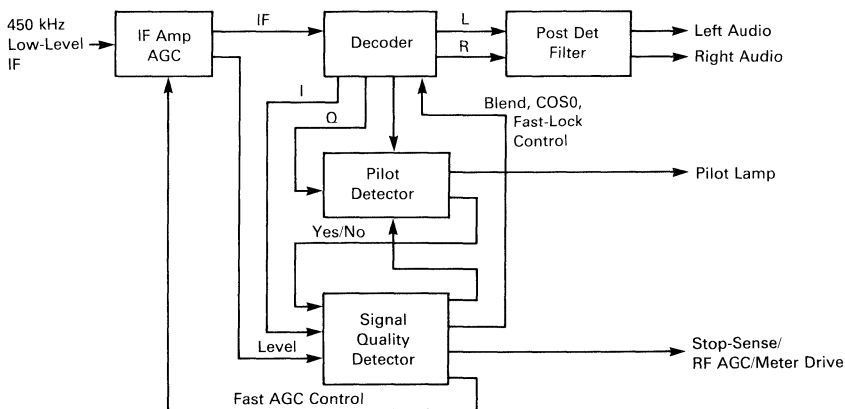 450 kHz
Low-Level
IF
IF Amp
AGC
IF
Decoder
L
R
Post Det
Filter
Left Audio
Right Audio
I
Q
Blend, COS0,
Fast-Lock
Control
Pilot
Detector
Pilot Lamp
Yes/No
Signal
Quality
Detector
Level
Stop-Sense/
RF AGC/Meter Drive
Fast AGC Control